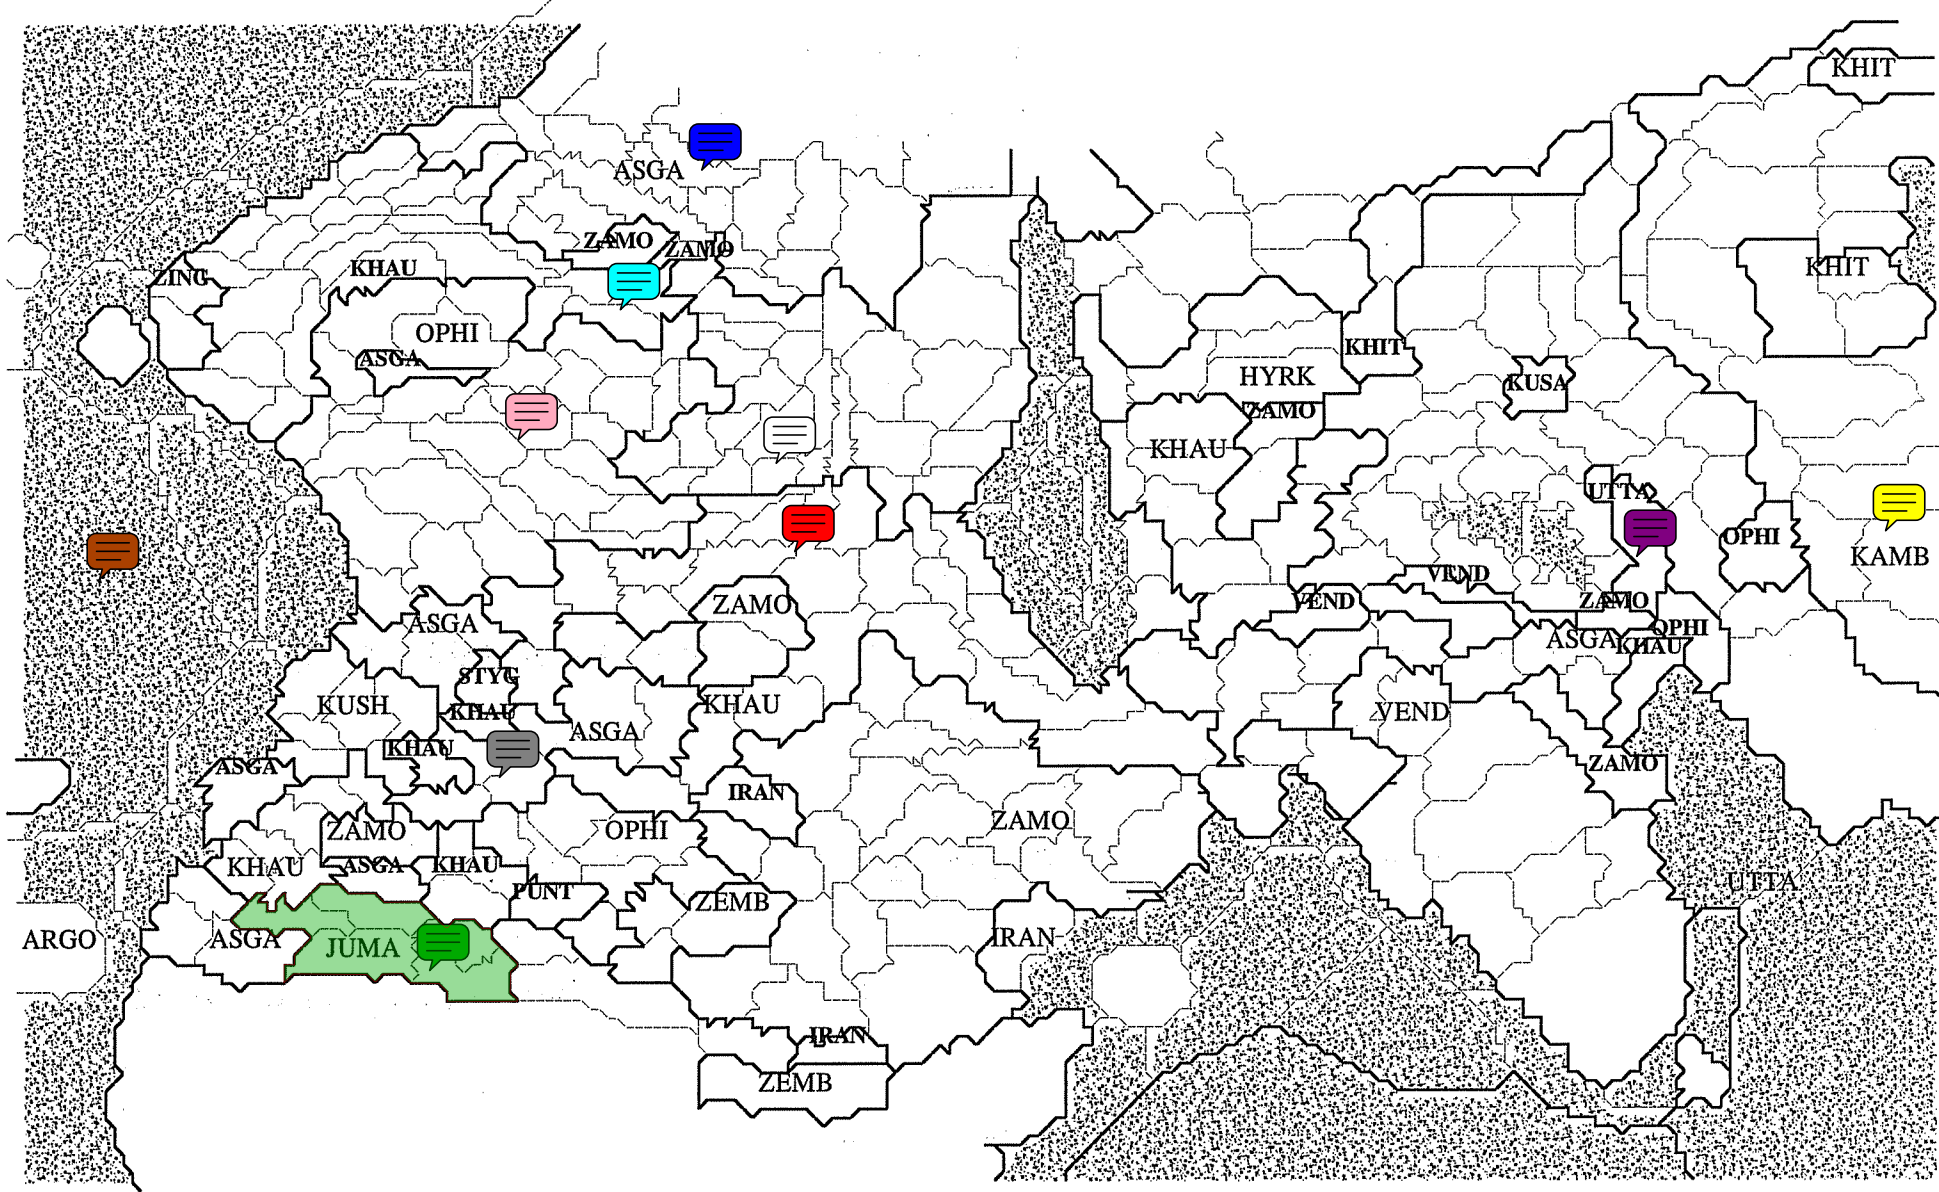 KHIT
ASGA
ZAMO
ZAMO
KHAU
ZING
KHIT
OPHI
ASGA
KHIT
HYRK
KUSA
ZAMO
KHAU
UTTA
OPHI
KAMB
VEND
VEND
ZAMO
ZAMO
ASGA
OPHI
ASGA
KHAU
STYG
KUSH
KHAU
ASGA
KHAU
VEND
KHAU
ASGA
ZAMO
IRAN
ZAMO
OPHI
ZAMO
KHAU
ASGA
KHAU
PUNT
ZEMB
UTTA
ARGO
ASGA
JUMA
IRAN
IRAN
ZEMB